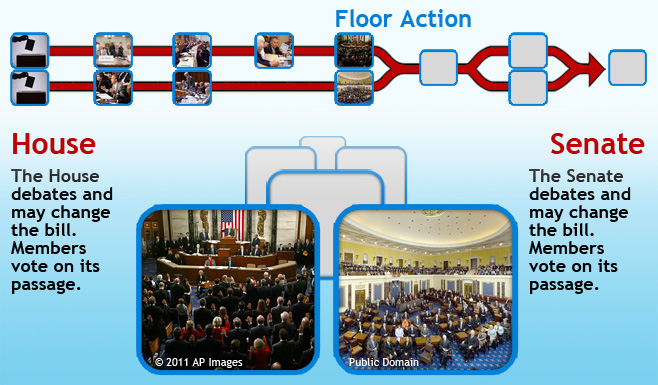 Floor Action
House
The House
debates and
may change
the bill.
Members
vote on its
passage.
Senate
The Senate
debates and
may change
the bill.
Members
vote on its
passage.
© 2011 AP Images
Public Domain